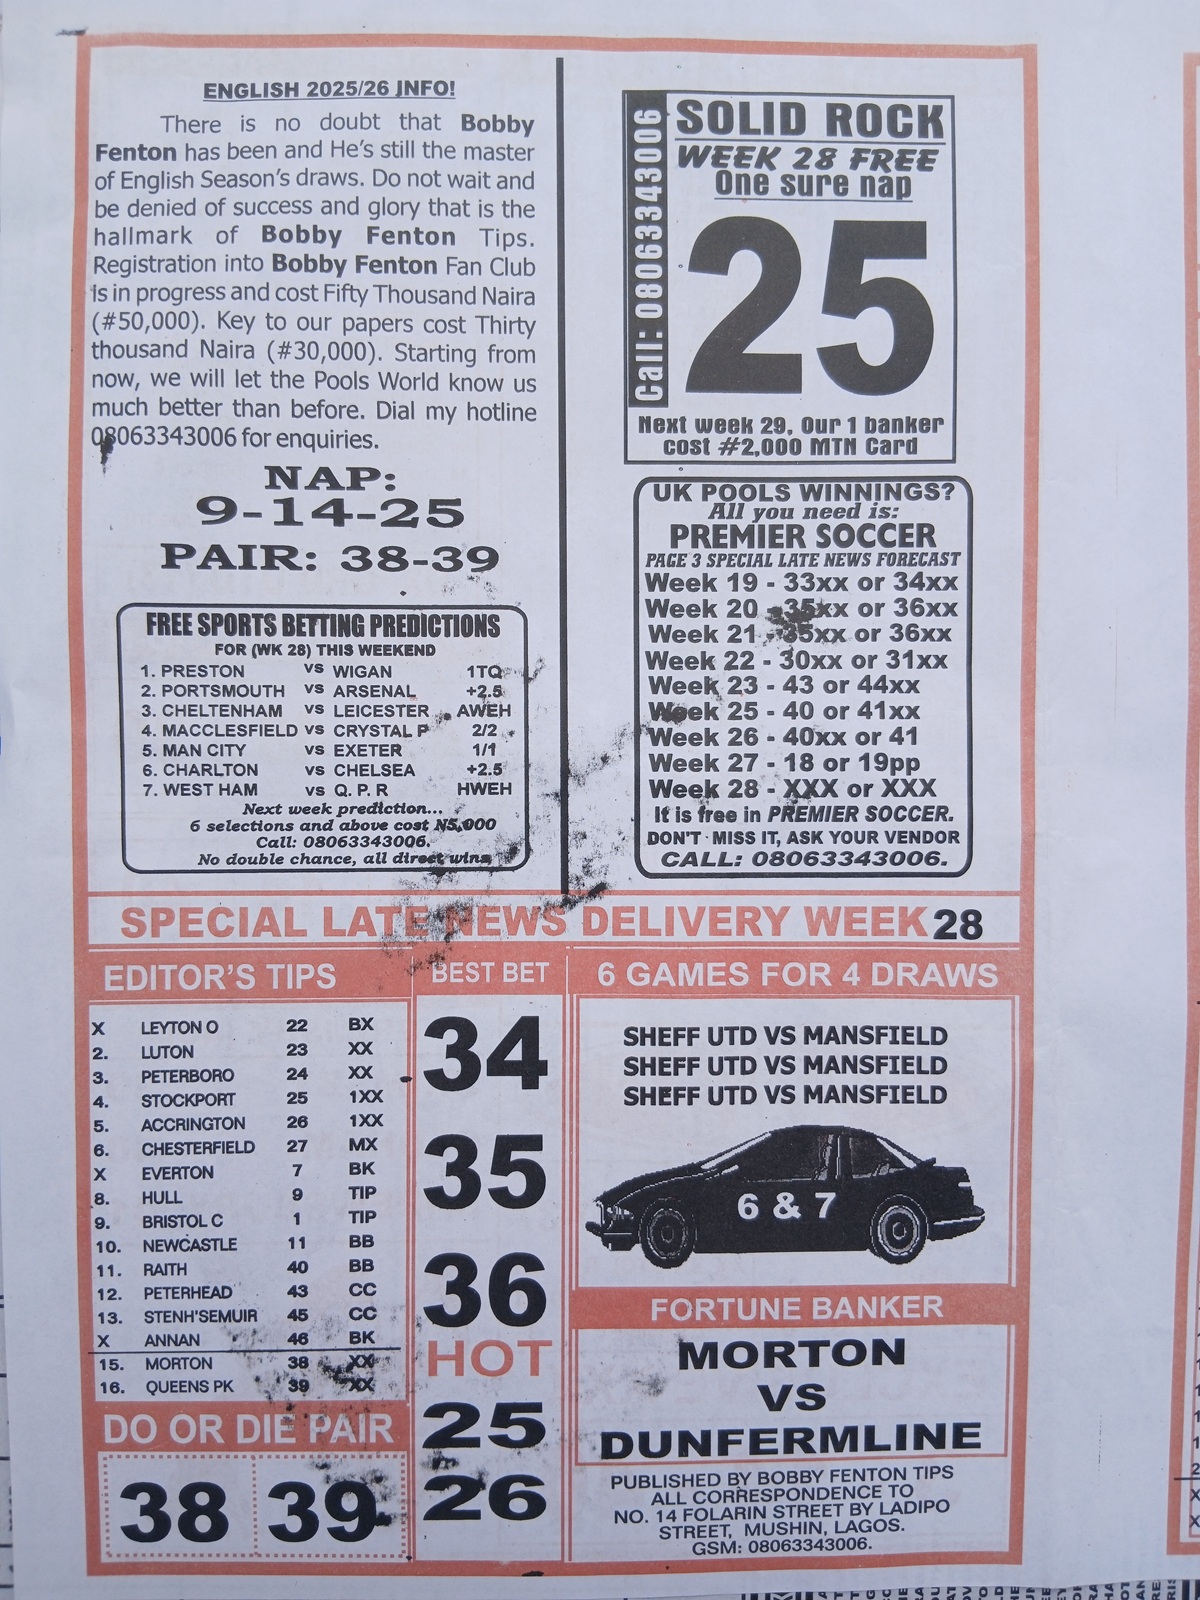 ENGLISH 2025/26 JNFO!
There is no doubt that Bobby
Fenton has been and He's still the master
of English Season's draws. Do not wait and
be denied of success and glory that is the
hallmark of Bobby Fenton Tips.
Registration into Bobby Fenton Fan Club
is in progress and cost Fifty Thousand Naira
(#50,000). Key to our papers cost Thirty
thousand Naira (#30,000). Starting from
now, we will let the Pools World know us
much better than before. Dial my hotline
08063343006 for enquiries.
NAP:
9-14-25
PAIR: 38-39
FREE SPORTS BETTING PREDICTIONS
FOR (WK 28) THIS WEEKEND
1. PRESTON vs WIGAN 1TQ
2. PORTSMOUTH vs ARSENAL +2.5
3. CHELTENHAM vs LEICESTER AWEH
4. MACCLESFIELD vs CRYSTAL P 2/2
5. MAN CITY vs EXETER 1/1
6. CHARLTON vs CHELSEA +2.5
7. WEST HAM vs Q. P. R HWEH
Next week prediction...
6 selections and above cost N5,000
Call: 08063343006.
No double chance, all direct wins
Call: 08063343006
SOLID ROCK
WEEK 28 FREE
One sure nap
25
Next week 29, Our 1 banker
cost #2,000 MTN Card
UK POOLS WINNINGS?
All you need is:
PREMIER SOCCER
PAGE 3 SPECIAL LATE NEWS FORECAST
Week 19 - 33xx or 34xx
Week 20 - 35xx or 36xx
Week 21 - 35xx or 36xx
Week 22 - 30xx or 31xx
Week 23 - 43 or 44xx
Week 25 - 40 or 41xx
Week 26 - 40xx or 41
Week 27 - 18 or 19pp
Week 28 - XXX or XXX
It is free in PREMIER SOCCER.
DON'T MISS IT, ASK YOUR VENDOR
CALL: 08063343006.
SPECIAL LATE NEWS DELIVERY WEEK 28
EDITOR'S TIPS
X LEYTON O 22 BX
2. LUTON 23 XX
3. PETERBORO 24 XX
4. STOCKPORT 25 1XX
5. ACCRINGTON 26 1XX
6. CHESTERFIELD 27 MX
X EVERTON 7 BK
8. HULL 9 TIP
9. BRISTOL C 1 TIP
10. NEWCASTLE 11 BB
11. RAITH 40 BB
12. PETERHEAD 43 CC
13. STENH'SEMUIR 45 CC
X ANNAN 46 BK
15. MORTON 38 XX
16. QUEENS PK 39 XX
DO OR DIE PAIR
38 39
BEST BET
34
35
36
HOT
25
26
6 GAMES FOR 4 DRAWS
SHEFF UTD VS MANSFIELD
SHEFF UTD VS MANSFIELD
SHEFF UTD VS MANSFIELD
6 & 7
FORTUNE BANKER
MORTON
VS
DUNFERMLINE
PUBLISHED BY BOBBY FENTON TIPS
ALL CORRESPONDENCE TO
NO. 14 FOLARIN STREET BY LADIPO
STREET, MUSHIN, LAGOS.
GSM: 08063343006.